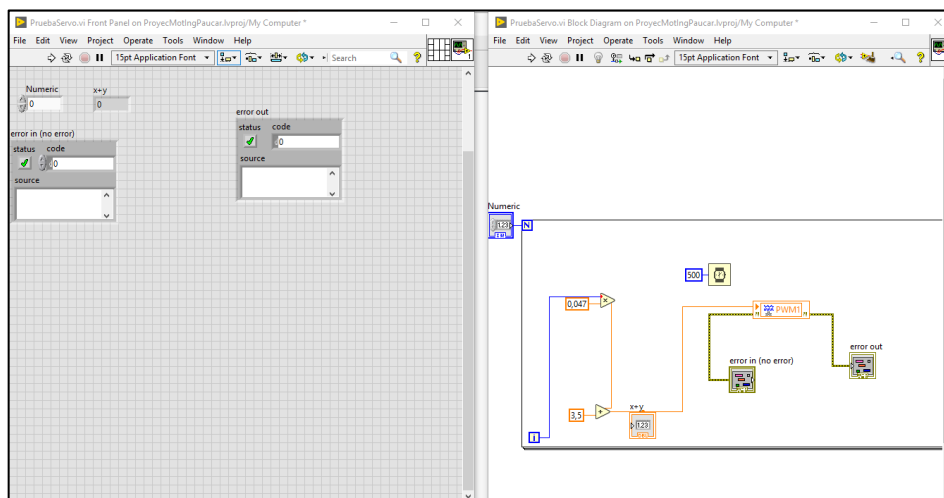 PruebaServo.vi Front Panel on ProyecMotIngPaucar.lvproj/My Computer *
File Edit View Project Operate Tools Window Help
15pt Application Font
Search
Numeric
0
x+y
0
error in (no error)
status code
0
source
error out
status code
0
source
PruebaServo.vi Block Diagram on ProyecMotIngPaucar.lvproj/My Computer *
File Edit View Project Operate Tools Window Help
15pt Application Font
Numeric
123
N
500
0,047
PWM1
error in (no error)
error out
3,5
x+y
123
i